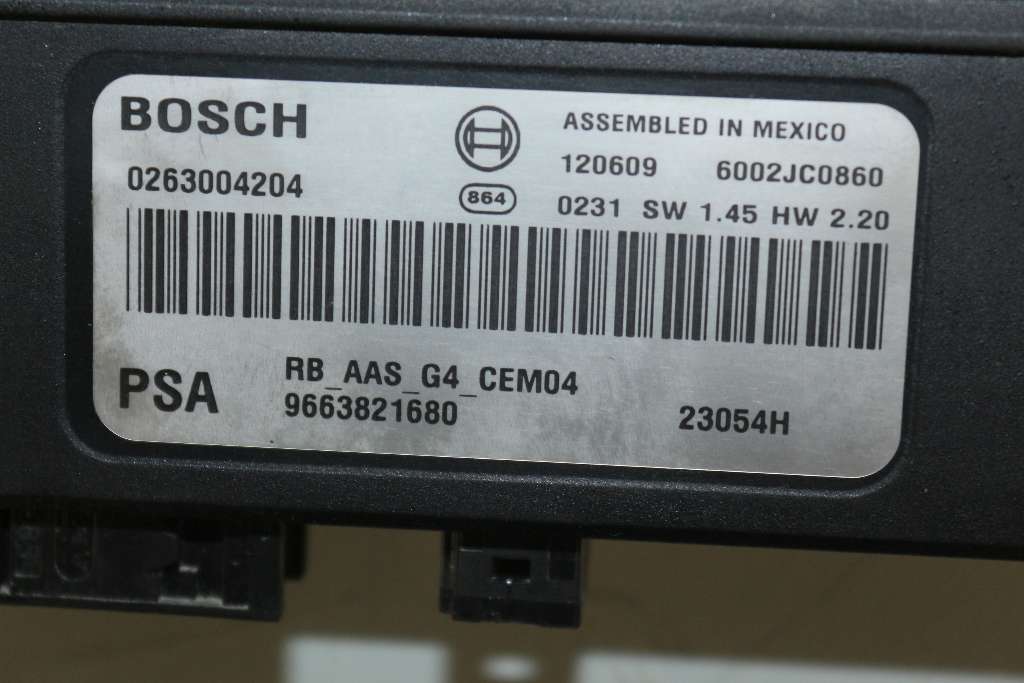 BOSCH
ASSEMBLED IN MEXICO
120609 6002JC0860
0263004204
864
0231 SW 1.45 HW 2.20
PSA
RB_AAS_G4_CEM04
9663821680
23054H